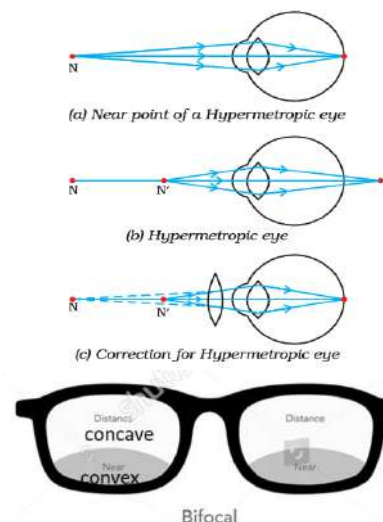 N
(a) Near point of a Hypermetropic eye
N N'
(b) Hypermetropic eye
N N'
(c) Correction for Hypermetropic eye
Distance Distance
concave
Near Near
convex
Bifocal